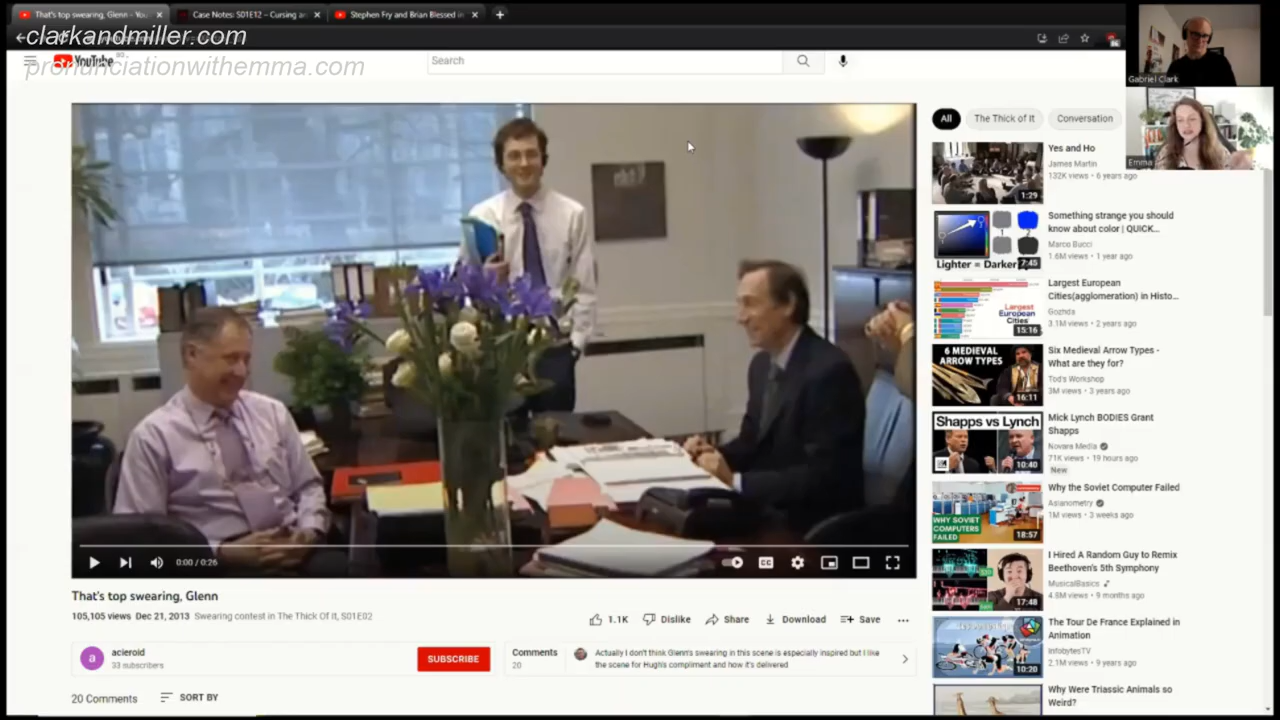 That's top swearing, Glenn - You
Case Notes: S01E12 – Cursing an
Stephen Fry and Brian Blessed in
clarkandmiller.com
YouTube
pronunciationwithemma.com
Search
Gabriel Clark
Emma
All
The Thick of It
Conversation
Yes and Ho
James Martin
132K views • 6 years ago
1:29
Something strange you should
know about color | QUICK...
Marco Bucci
1.6M views • 1 year ago
Lighter = Darker
7:45
Largest European
Cities(agglomeration) in Histo...
Gozhda
3.1M views • 2 years ago
Largest
European
Cities
15:16
6 MEDIEVAL
ARROW TYPES
Six Medieval Arrow Types -
What are they for?
Tod's Workshop
3M views • 3 years ago
16:11
Shapps vs Lynch
Mick Lynch BODIES Grant
Shapps
Novara Media
71K views • 19 hours ago
New
10:40
Why the Soviet Computer Failed
Asianometry
1M views • 3 weeks ago
WHY SOVIET
COMPUTERS
FAILED
18:57
I Hired A Random Guy to Remix
Beethoven's 5th Symphony
MusicalBasics
4.8M views • 9 months ago
17:48
The Tour De France Explained in
Animation
InfobytesTV
2.1M views • 9 years ago
10:20
Why Were Triassic Animals so
Weird?
0:00 / 0:26
That's top swearing, Glenn
105,105 views Dec 21, 2013 Swearing contest in The Thick Of It, S01E02
1.1K Dislike Share Download Save
a
acieroid
33 subscribers
SUBSCRIBE
Comments
20
Actually I don't think Glenn's swearing in this scene is especially inspired but I like
the scene for Hugh's compliment and how it's delivered
20 Comments SORT BY